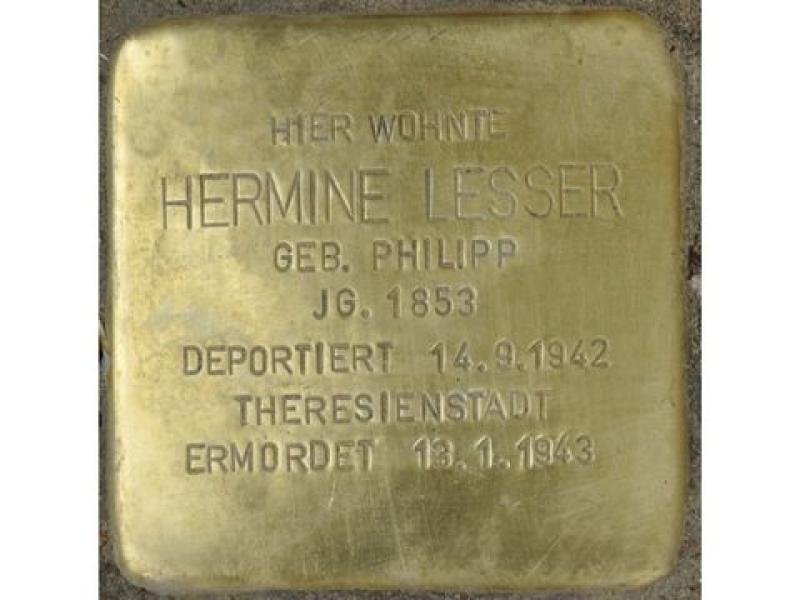 HIER WOHNTE
HERMINE LESSER
GEB. PHILIPP
JG. 1853
DEPORTIERT 14.9.1942
THERESIENSTADT
ERMORDET 13.1.1943